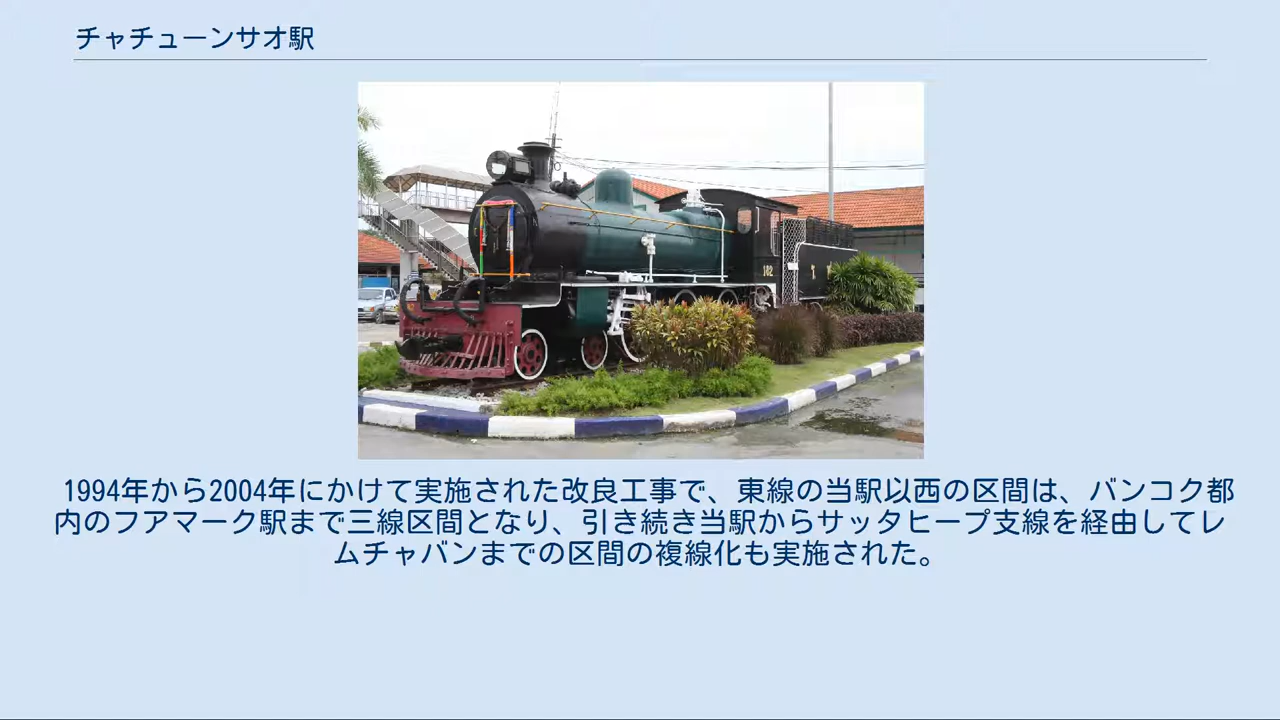 チャチューンサオ駅
182
1994年から2004年にかけて実施された改良工事で、東線の当駅以西の区間は、バンコク都
内のフアマーク駅まで三線区間となり、引き続き当駅からサッタヒープ支線を経由してレ
ムチャバンまでの区間の複線化も実施された。